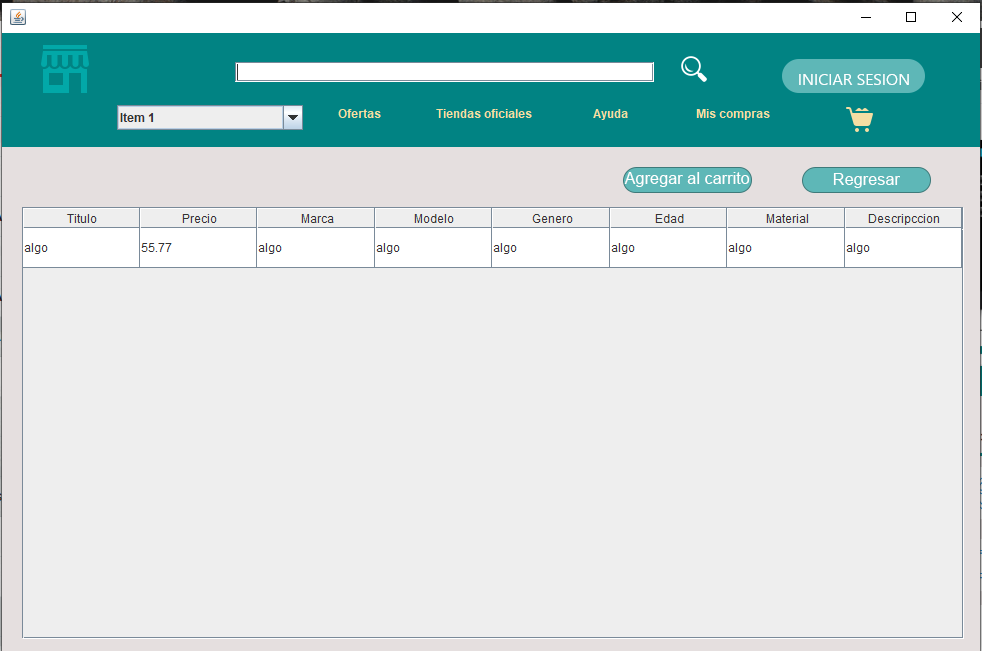 INICIAR SESION
Item 1
Ofertas
Tiendas oficiales
Ayuda
Mis compras
Agregar al carrito
Regresar
Titulo Precio Marca Modelo Genero Edad Material Descripccion
algo 55.77 algo algo algo algo algo algo